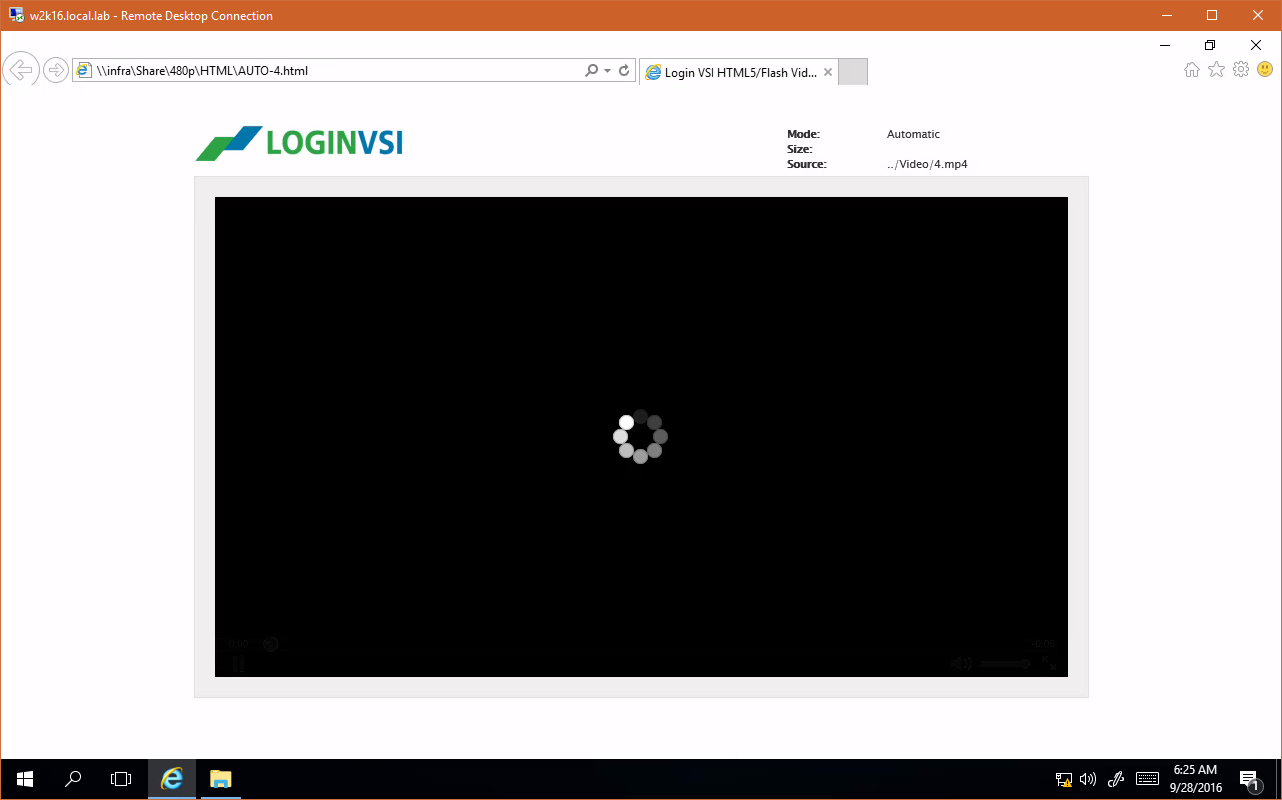 w2k16.local.lab - Remote Desktop Connection
\\infra\Share\480p\HTML\AUTO-4.html
Login VSI HTML5/Flash Vid...
LOGINVSI
Mode: Automatic
Size:
Source: ../Video/4.mp4
0:00 -0:00
6:25 AM
9/28/2016
1